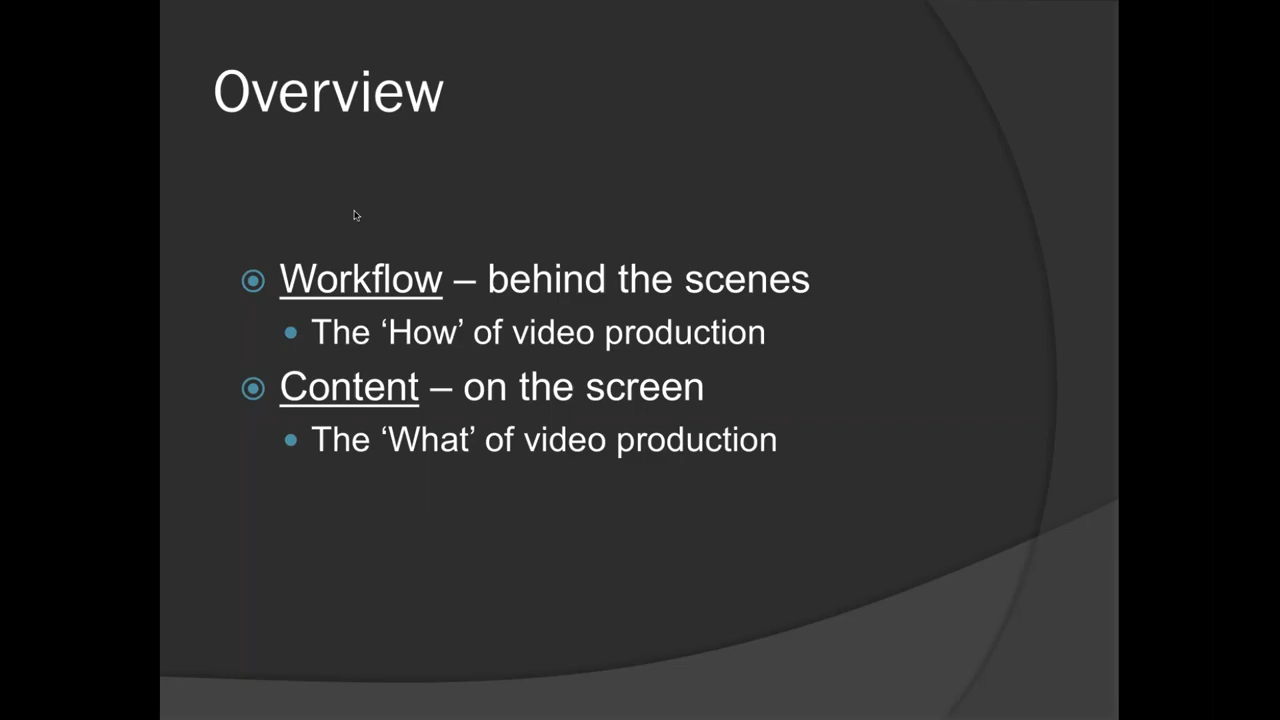 Overview
Workflow – behind the scenes
The ‘How’ of video production
Content – on the screen
The ‘What’ of video production